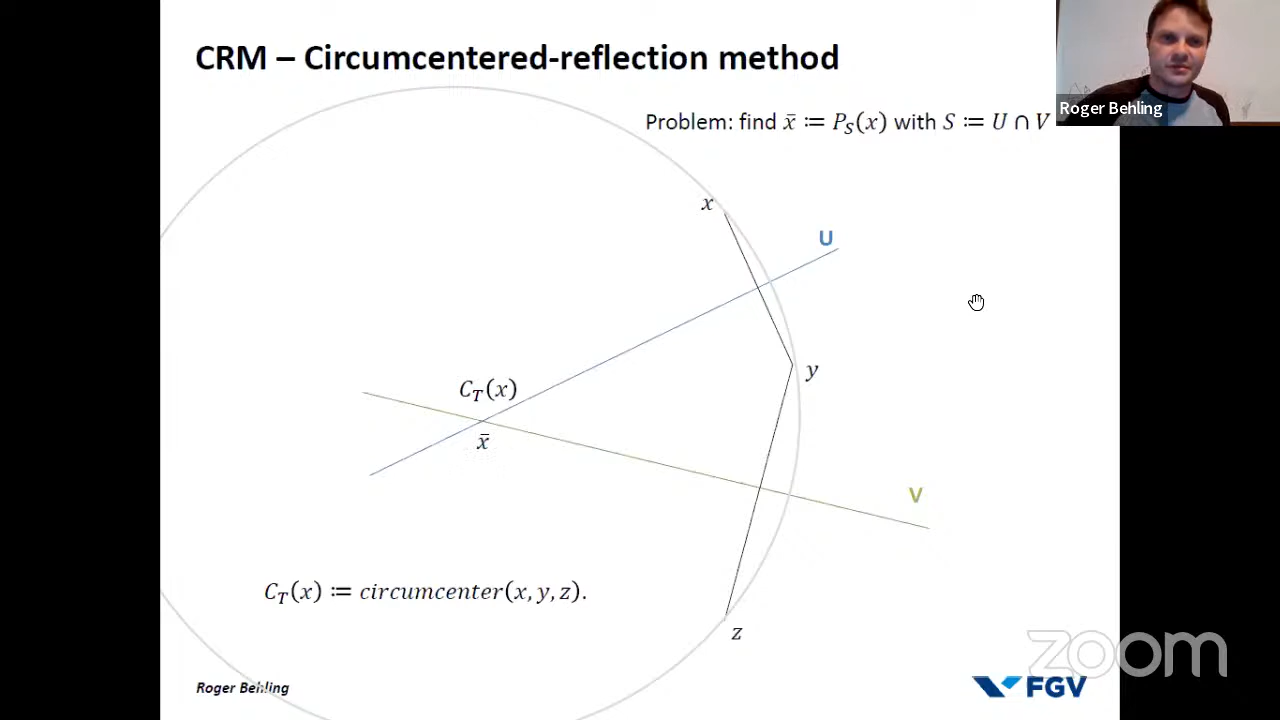 CRM – Circumcentered-reflection method
Roger Behling
Problem: find x̄ ≔ P_S(x) with S ≔ U ∩ V
x
U
y
C_T(x)
x̄
V
C_T(x) ≔ circumcenter(x, y, z).
z
zoom
Roger Behling
FGV